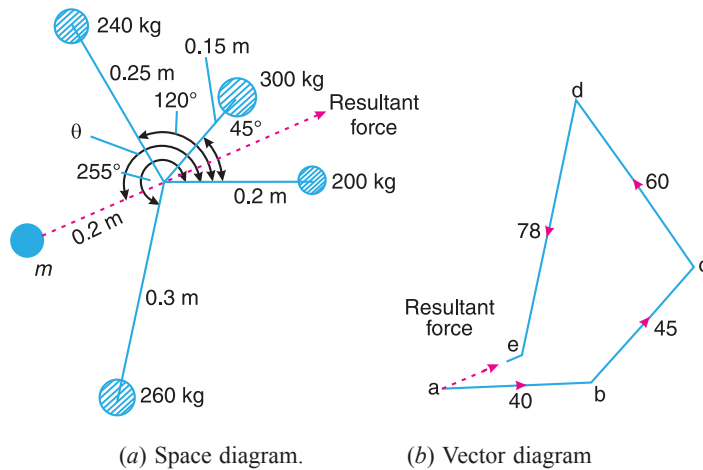 240 kg
0.15 m
0.25 m
300 kg
120°
Resultant
force
θ
45°
255°
200 kg
0.2 m
0.2 m
m
0.3 m
260 kg
d
60
78
c
Resultant
force
45
e
a
40
b
(a) Space diagram.
(b) Vector diagram